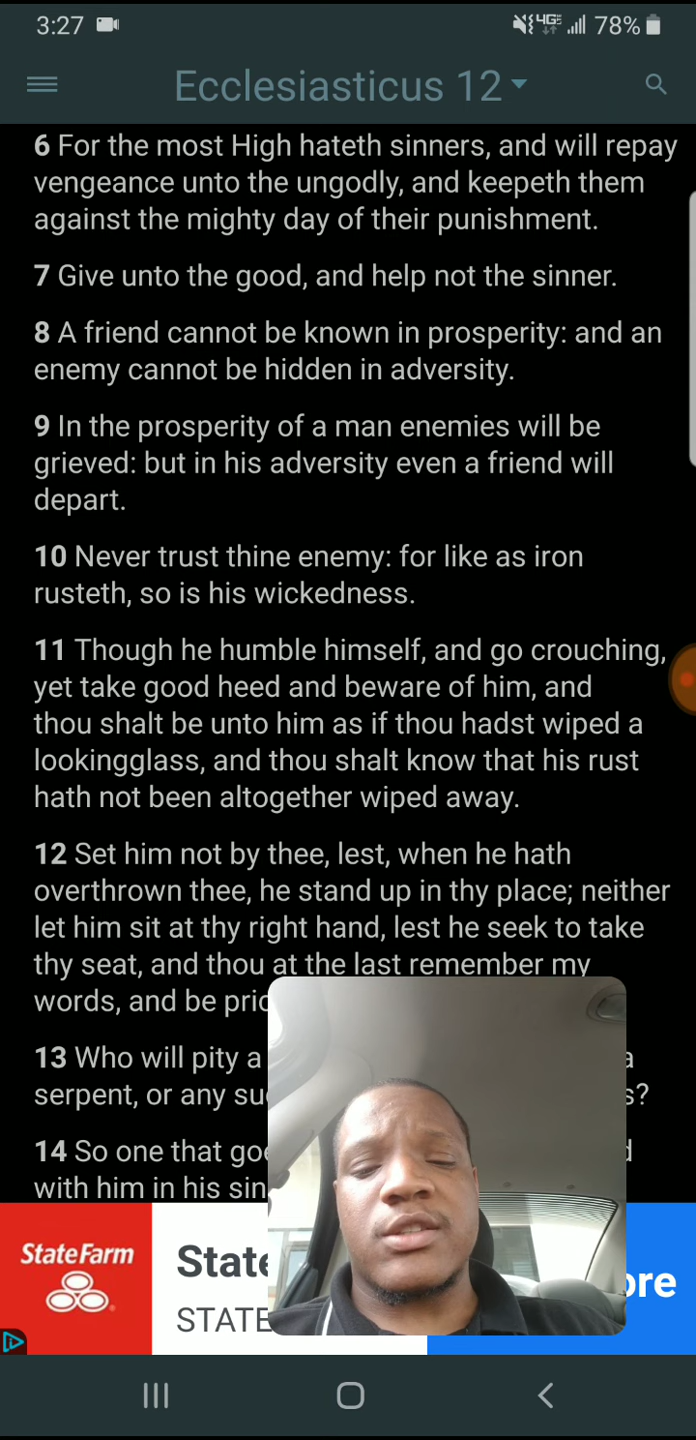 3:27 4GE 78%
Ecclesiasticus 12
6 For the most High hateth sinners, and will repay
vengeance unto the ungodly, and keepeth them
against the mighty day of their punishment.
7 Give unto the good, and help not the sinner.
8 A friend cannot be known in prosperity: and an
enemy cannot be hidden in adversity.
9 In the prosperity of a man enemies will be
grieved: but in his adversity even a friend will
depart.
10 Never trust thine enemy: for like as iron
rusteth, so is his wickedness.
11 Though he humble himself, and go crouching,
yet take good heed and beware of him, and
thou shalt be unto him as if thou hadst wiped a
lookingglass, and thou shalt know that his rust
hath not been altogether wiped away.
12 Set him not by thee, lest, when he hath
overthrown thee, he stand up in thy place; neither
let him sit at thy right hand, lest he seek to take
thy seat, and thou at the last remember my
words, and be
13 Who will pity a
serpent, or any
14 So one that
with him in his
StateFarm
State
STATE